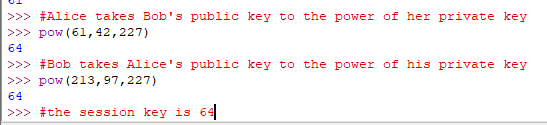 >>> #Alice takes Bob's public key to the power of her private key
>>> pow(61,42,227)
64
>>> #Bob takes Alice's public key to the power of his private key
>>> pow(213,97,227)
64
>>> #the session key is 64